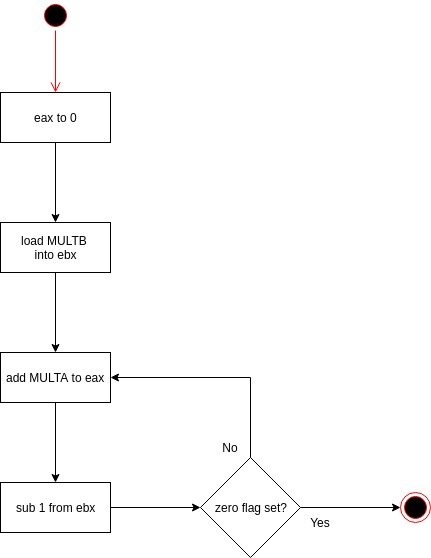 eax to 0
load MULTB
into ebx
add MULTA to eax
No
sub 1 from ebx
zero flag set?
Yes